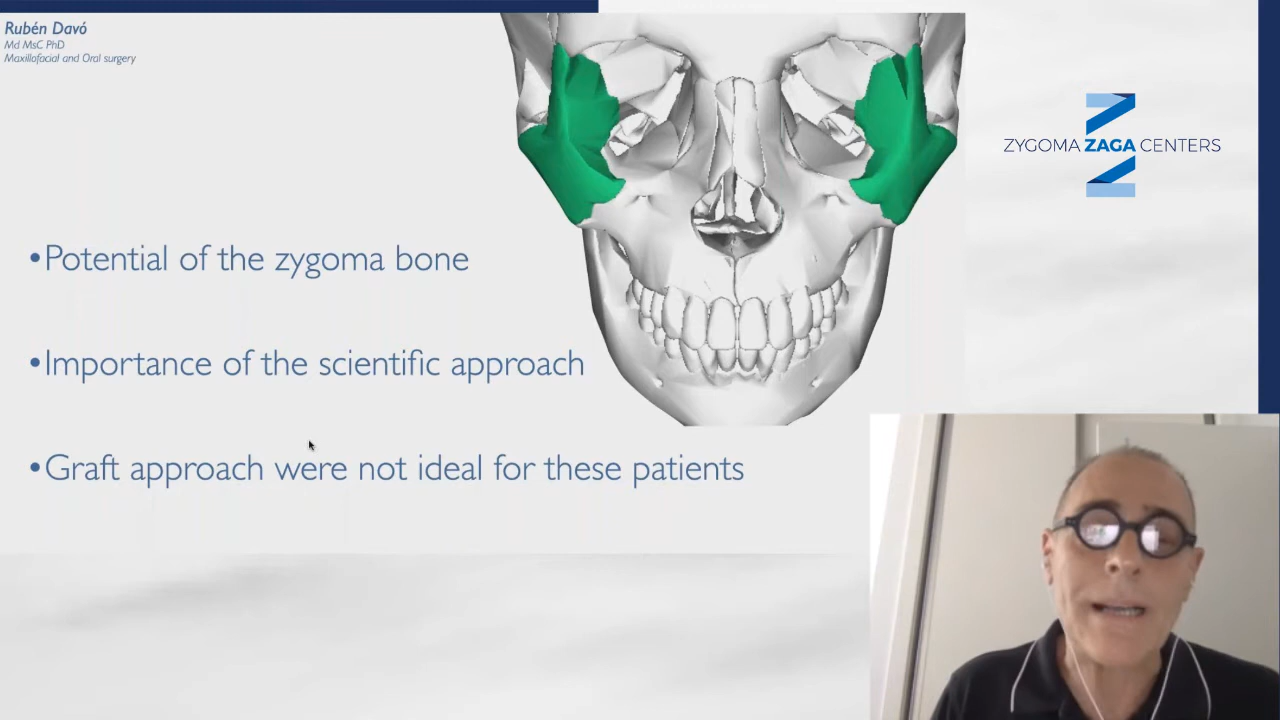 Rubén Davó
Md MsC PhD
Maxillofacial and Oral surgery
ZYGOMA ZAGA CENTERS
•Potential of the zygoma bone
•Importance of the scientific approach
•Graft approach were not ideal for these patients